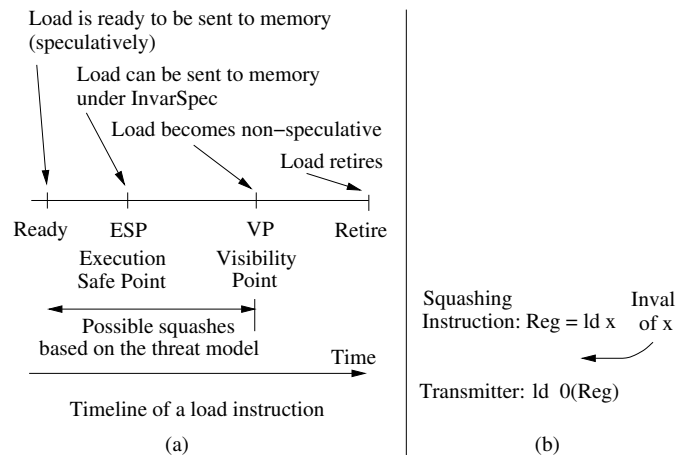 Load is ready to be sent to memory
(speculatively)
Load can be sent to memory
under InvarSpec
Load becomes non−speculative
Load retires
Ready
ESP
VP
Retire
Execution
Safe Point
Visibility
Point
Possible squashes
based on the threat model
Time
Timeline of a load instruction
(a)
Squashing
Instruction: Reg = ld x
Inval
of x
Transmitter: ld 0(Reg)
(b)